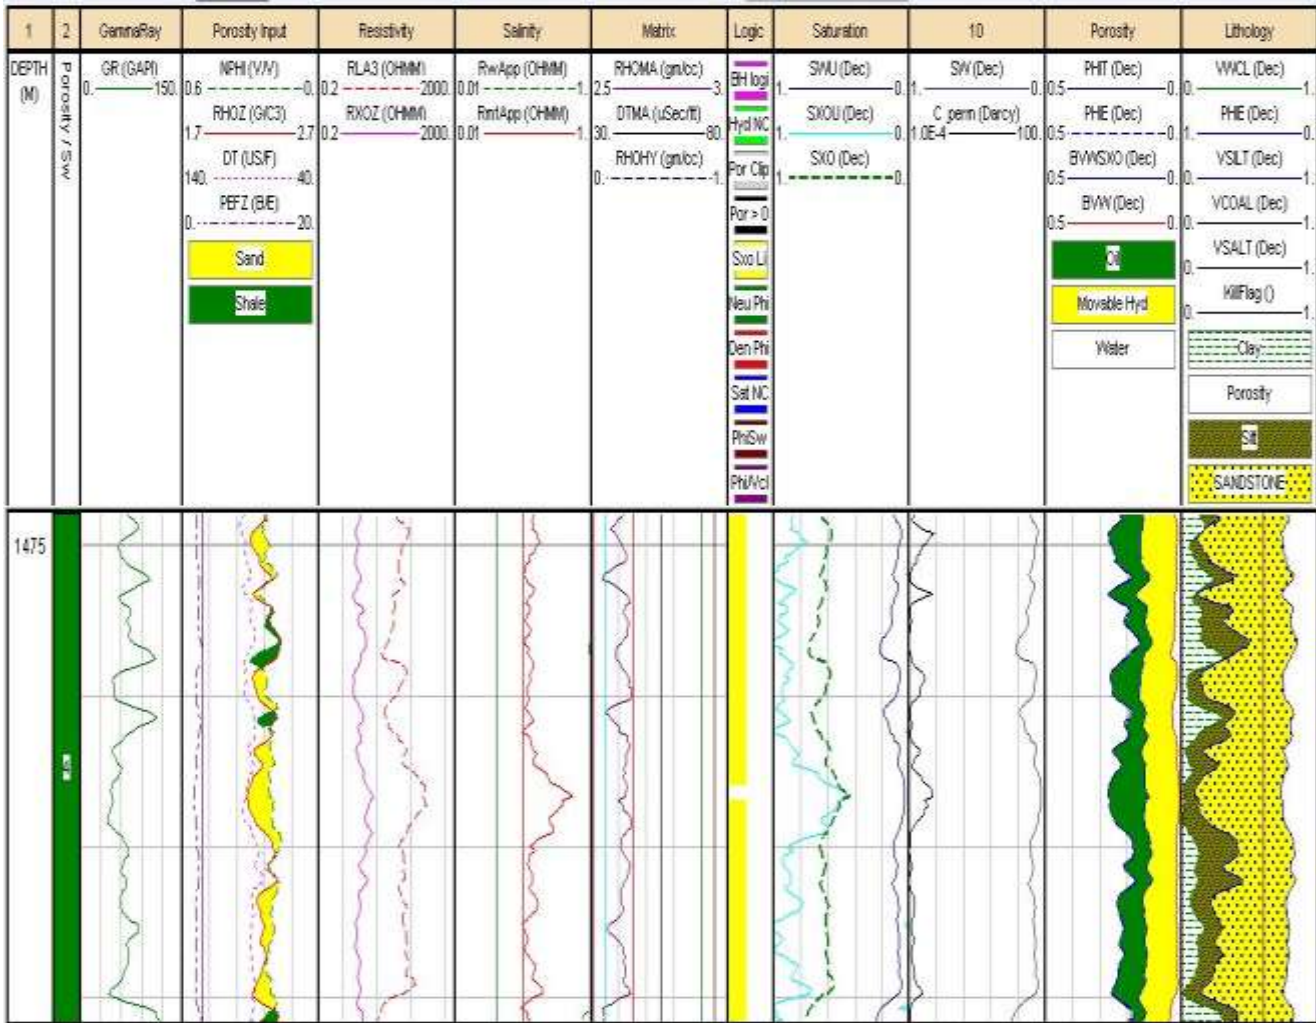 1 2 GammaRay Porosity Input Resistivity Salinity Matrix Logic Saturation 10 Porosity Lithology
DEPTH
(M)
Porosity / Sw
GR (GAPI)
0. 150.
NPHI (V/V)
0.6 0.
RHOZ (G/C3)
1.7 2.7
DT (US/F)
140. 40.
PEFZ (B/E)
0. 20.
Sand
Shale
RLA3 (OHMM)
0.2 2000.
RXOZ (OHMM)
0.2 2000.
RwApp (OHMM)
0.01 1.
RmfApp (OHMM)
0.01 1.
RHOMA (gm/cc)
2.5 3.
DTMA (uSec/ft)
30. 80.
RHOHY (gm/cc)
0. 1.
BH logi
Hyd NC
Por Clip
Por > 0
Sxo Li
Neu Phi
Den Phi
Sat NC
PhiSw
Phi/Vcl
SWU (Dec)
1. 0.
SXOU (Dec)
1. 0.
SXO (Dec)
1. 0.
SW (Dec)
1. 0.
C_perm (Darcy)
1.0E-4 100.
PHIT (Dec)
0.5 0.
PHIE (Dec)
0.5 0.
BVWSXO (Dec)
0.5 0.
BVW (Dec)
0.5 0.
Oil
Movable Hyd
Water
VWCL (Dec)
0. 1.
PHIE (Dec)
1. 0.
VSILT (Dec)
0. 1.
VCOAL (Dec)
0. 1.
VSALT (Dec)
0. 1.
KillFlag ()
0. 1.
Clay
Porosity
Silt
SANDSTONE
1475